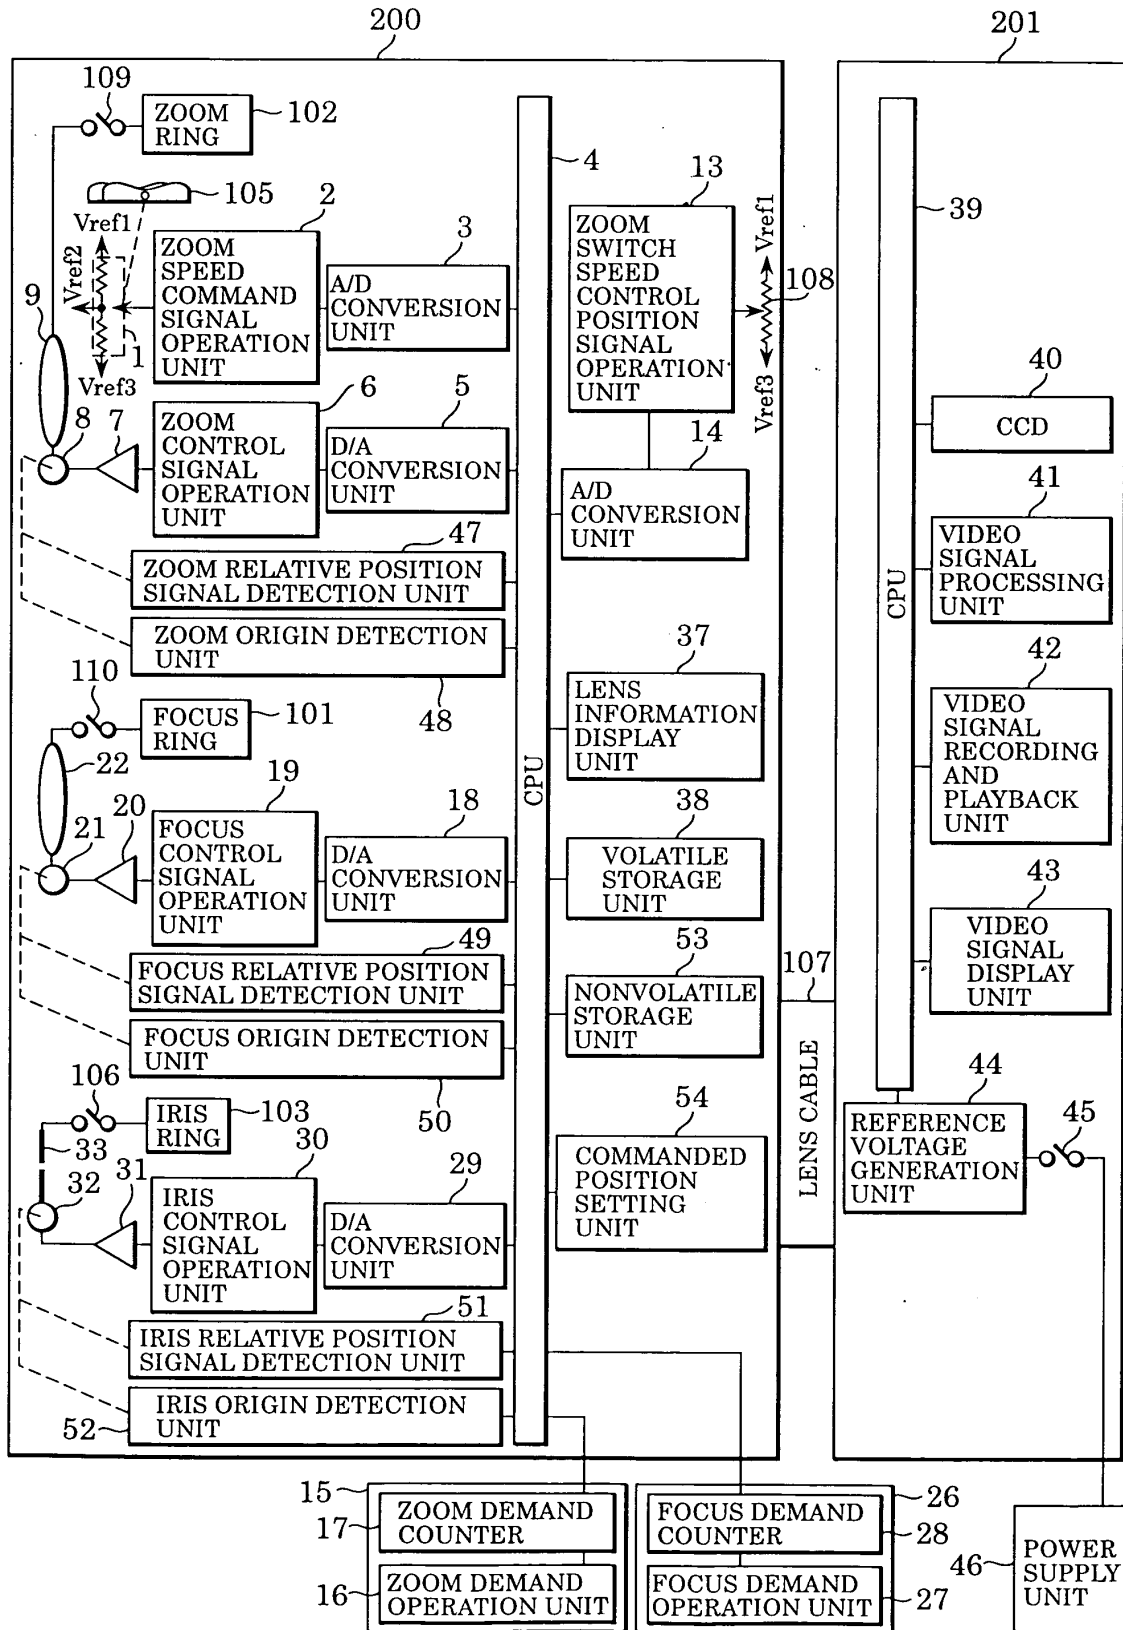 200
201
109
ZOOM
RING
102
105
Vref1
Vref2
Vref3
1
2
ZOOM
SPEED
COMMAND
SIGNAL
OPERATION
UNIT
3
A/D
CONVERSION
UNIT
4
CPU
13
ZOOM
SWITCH
SPEED
CONTROL
POSITION
SIGNAL
OPERATION
UNIT
Vref1
108
Vref3
14
A/D
CONVERSION
UNIT
9
8
7
6
ZOOM
CONTROL
SIGNAL
OPERATION
UNIT
5
D/A
CONVERSION
UNIT
47
ZOOM RELATIVE POSITION
SIGNAL DETECTION UNIT
ZOOM ORIGIN DETECTION
UNIT
48
110
FOCUS
RING
101
22
21
20
19
FOCUS
CONTROL
SIGNAL
OPERATION
UNIT
18
D/A
CONVERSION
UNIT
49
FOCUS RELATIVE POSITION
SIGNAL DETECTION UNIT
FOCUS ORIGIN DETECTION
UNIT
50
106
IRIS
RING
103
33
32
31
30
IRIS
CONTROL
SIGNAL
OPERATION
UNIT
29
D/A
CONVERSION
UNIT
51
IRIS RELATIVE POSITION
SIGNAL DETECTION UNIT
IRIS ORIGIN DETECTION
UNIT
52
37
LENS
INFORMATION
DISPLAY
UNIT
38
VOLATILE
STORAGE
UNIT
53
NONVOLATILE
STORAGE
UNIT
54
COMMANDED
POSITION
SETTING
UNIT
107
LENS CABLE
39
CPU
40
CCD
41
VIDEO
SIGNAL
PROCESSING
UNIT
42
VIDEO
SIGNAL
RECORDING
AND
PLAYBACK
UNIT
43
VIDEO
SIGNAL
DISPLAY
UNIT
44
REFERENCE
VOLTAGE
GENERATION
UNIT
45
15
17
ZOOM DEMAND
COUNTER
16
ZOOM DEMAND
OPERATION UNIT
26
FOCUS DEMAND
COUNTER
28
FOCUS DEMAND
OPERATION UNIT
27
46
POWER
SUPPLY
UNIT